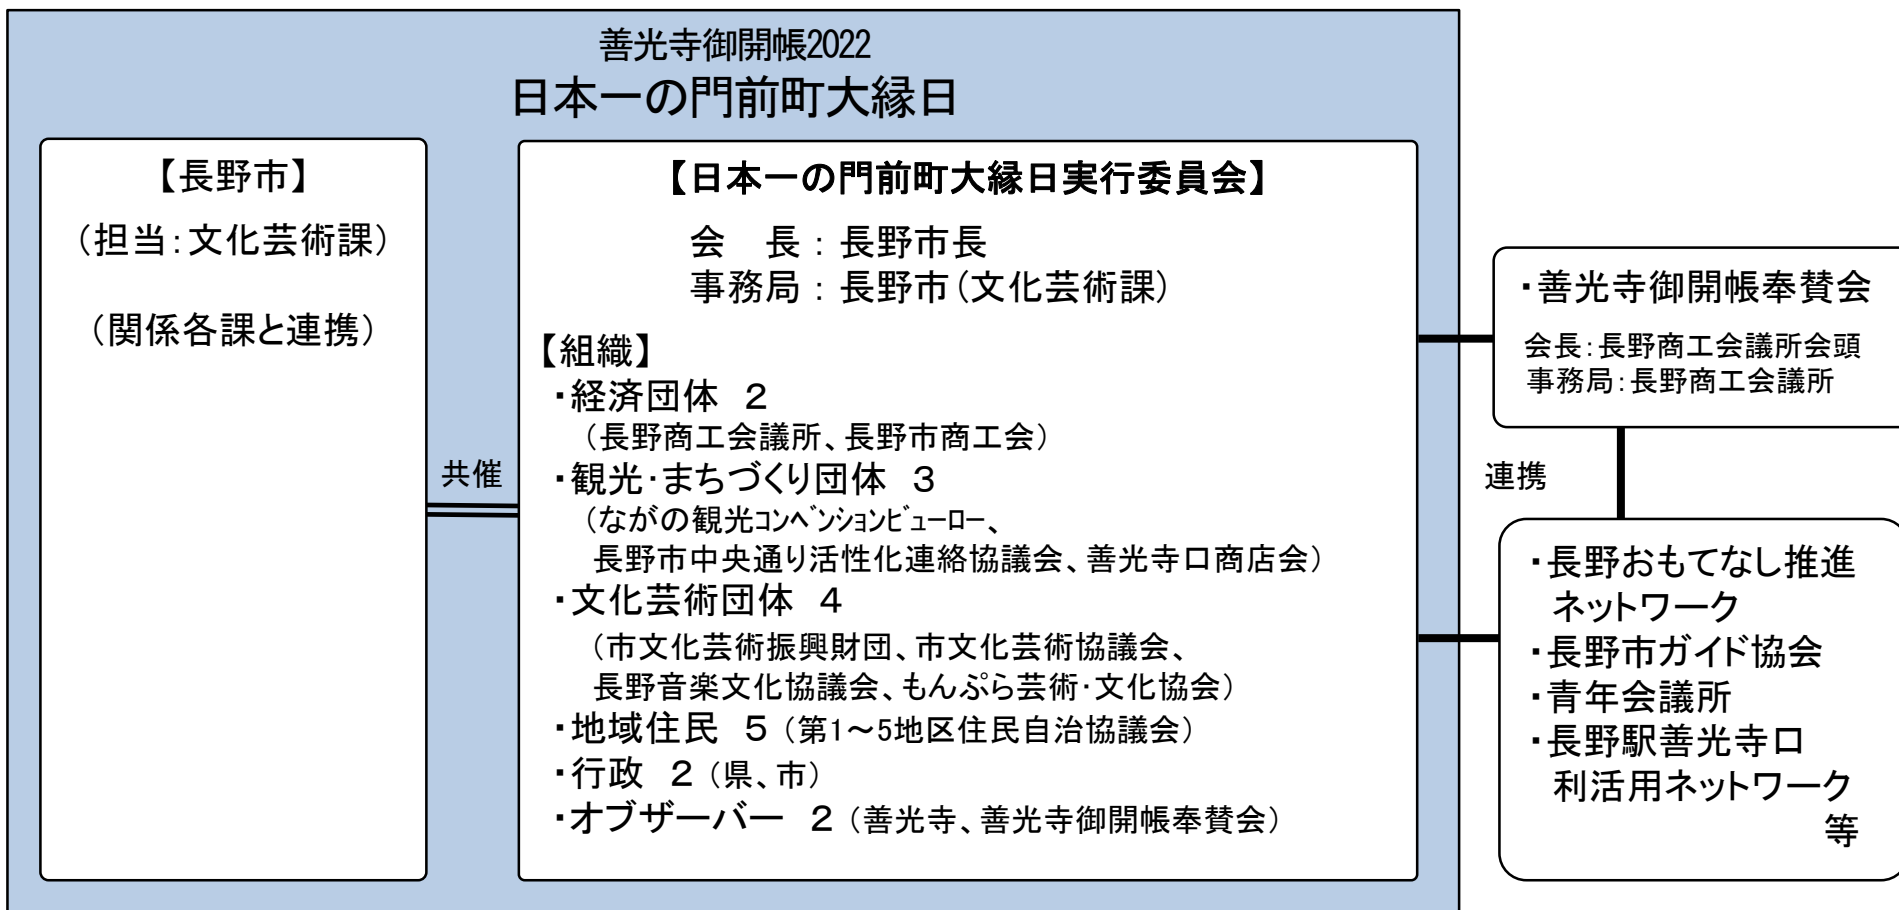 善光寺御開帳2022
日本一の門前町大縁日
【長野市】
（担当：文化芸術課）
（関係各課と連携）
共催
【日本一の門前町大縁日実行委員会】
会　長：長野市長
事務局：長野市（文化芸術課）
【組織】
・経済団体　２
（長野商工会議所、長野市商工会）
・観光・まちづくり団体　３
（ながの観光ｺﾝﾍﾞﾝｼｮﾝﾋﾞｭｰﾛｰ、
長野市中央通り活性化連絡協議会、善光寺口商店会）
・文化芸術団体　４
（市文化芸術振興財団、市文化芸術協議会、
長野音楽文化協議会、もんぷら芸術・文化協会）
・地域住民　５（第1～5地区住民自治協議会）
・行政　２（県、市）
・オブザーバー　２（善光寺、善光寺御開帳奉賛会）
・善光寺御開帳奉賛会
会長：長野商工会議所会頭
事務局：長野商工会議所
連携
・長野おもてなし推進
ネットワーク
・長野市ガイド協会
・青年会議所
・長野駅善光寺口
利活用ネットワーク
等